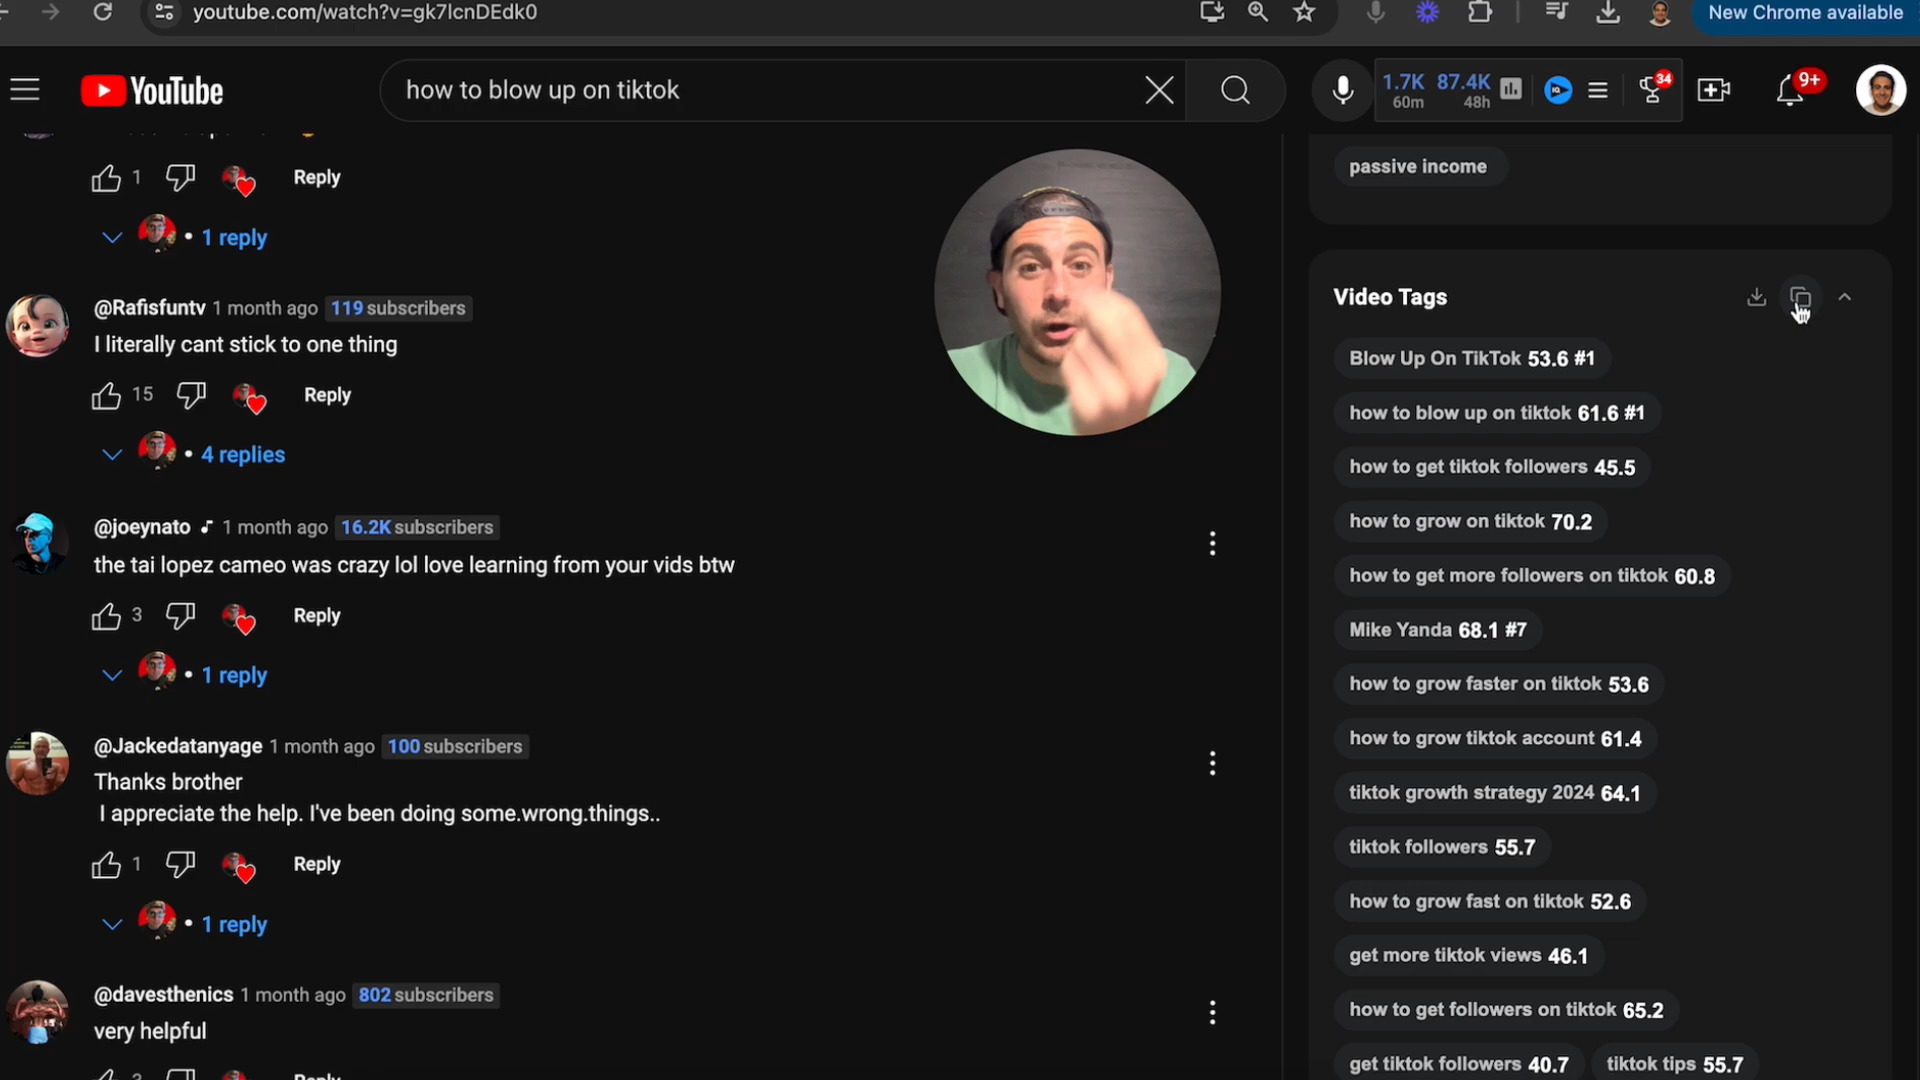 youtube.com/watch?v=gk7lcnDEdk0
New Chrome available
YouTube
how to blow up on tiktok
1.7K 87.4K
60m 48h
IQ
34
9+
1 Reply
1 reply
@Rafisfuntv 1 month ago 119 subscribers
I literally cant stick to one thing
15 Reply
4 replies
@joeynato 1 month ago 16.2K subscribers
the tai lopez cameo was crazy lol love learning from your vids btw
3 Reply
1 reply
@Jackedatanyage 1 month ago 100 subscribers
Thanks brother
I appreciate the help. I've been doing some.wrong.things..
1 Reply
1 reply
@davesthenics 1 month ago 802 subscribers
very helpful
passive income
Video Tags
Blow Up On TikTok 53.6 #1
how to blow up on tiktok 61.6 #1
how to get tiktok followers 45.5
how to grow on tiktok 70.2
how to get more followers on tiktok 60.8
Mike Yanda 68.1 #7
how to grow faster on tiktok 53.6
how to grow tiktok account 61.4
tiktok growth strategy 2024 64.1
tiktok followers 55.7
how to grow fast on tiktok 52.6
get more tiktok views 46.1
how to get followers on tiktok 65.2
get tiktok followers 40.7 tiktok tips 55.7